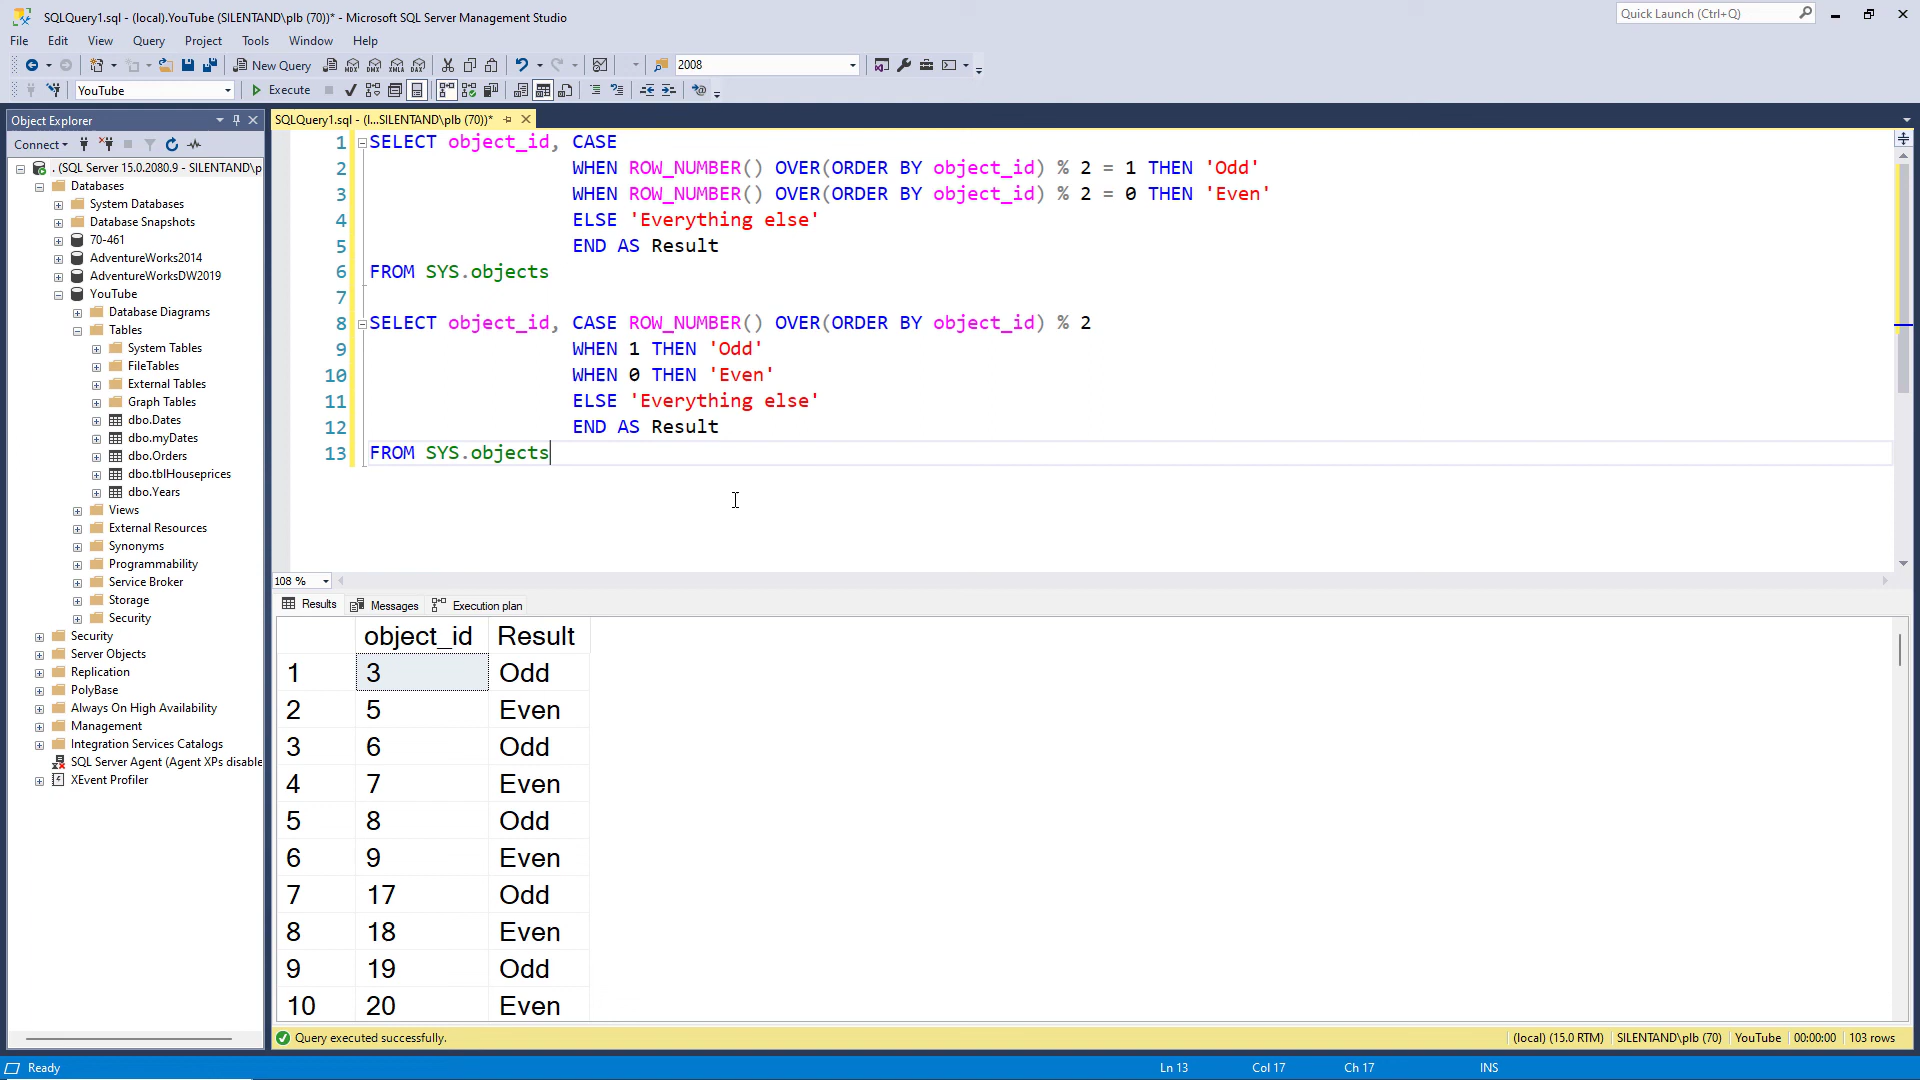 SQLQuery1.sql - (local).YouTube (SILENTAND\plb (70))* - Microsoft SQL Server Management Studio
Quick Launch (Ctrl+Q)
File Edit View Query Project Tools Window Help
New Query
2008
YouTube
Execute
Object Explorer
SQLQuery1.sql - (l...SILENTAND\plb (70))*
Connect
. (SQL Server 15.0.2080.9 - SILENTAND\p
Databases
System Databases
Database Snapshots
70-461
AdventureWorks2014
AdventureWorksDW2019
YouTube
Database Diagrams
Tables
System Tables
FileTables
External Tables
Graph Tables
dbo.Dates
dbo.myDates
dbo.Orders
dbo.tblHouseprices
dbo.Years
Views
External Resources
Synonyms
Programmability
Service Broker
Storage
Security
Security
Server Objects
Replication
PolyBase
Always On High Availability
Management
Integration Services Catalogs
SQL Server Agent (Agent XPs disable
XEvent Profiler
1 SELECT object_id, CASE
2 WHEN ROW_NUMBER() OVER(ORDER BY object_id) % 2 = 1 THEN 'Odd'
3 WHEN ROW_NUMBER() OVER(ORDER BY object_id) % 2 = 0 THEN 'Even'
4 ELSE 'Everything else'
5 END AS Result
6 FROM SYS.objects
7
8 SELECT object_id, CASE ROW_NUMBER() OVER(ORDER BY object_id) % 2
9 WHEN 1 THEN 'Odd'
10 WHEN 0 THEN 'Even'
11 ELSE 'Everything else'
12 END AS Result
13 FROM SYS.objects
108 %
Results Messages Execution plan
object_id Result
1 3 Odd
2 5 Even
3 6 Odd
4 7 Even
5 8 Odd
6 9 Even
7 17 Odd
8 18 Even
9 19 Odd
10 20 Even
Query executed successfully.
(local) (15.0 RTM) SILENTAND\plb (70) YouTube 00:00:00 103 rows
Ready
Ln 13 Col 17 Ch 17 INS